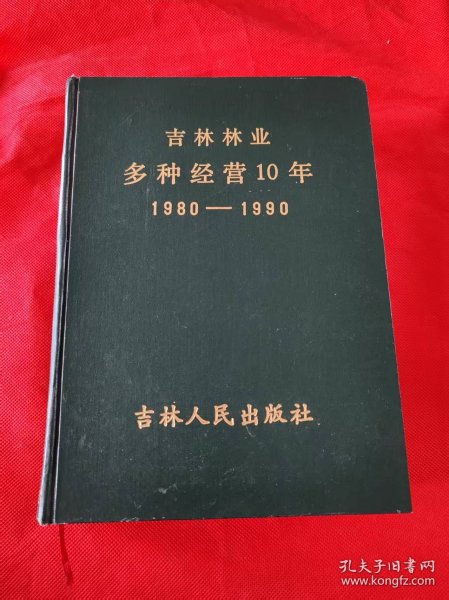 吉林林业
多种经营10年
1980—1990
吉林人民出版社
孔夫子旧书网
www.kongfz.com